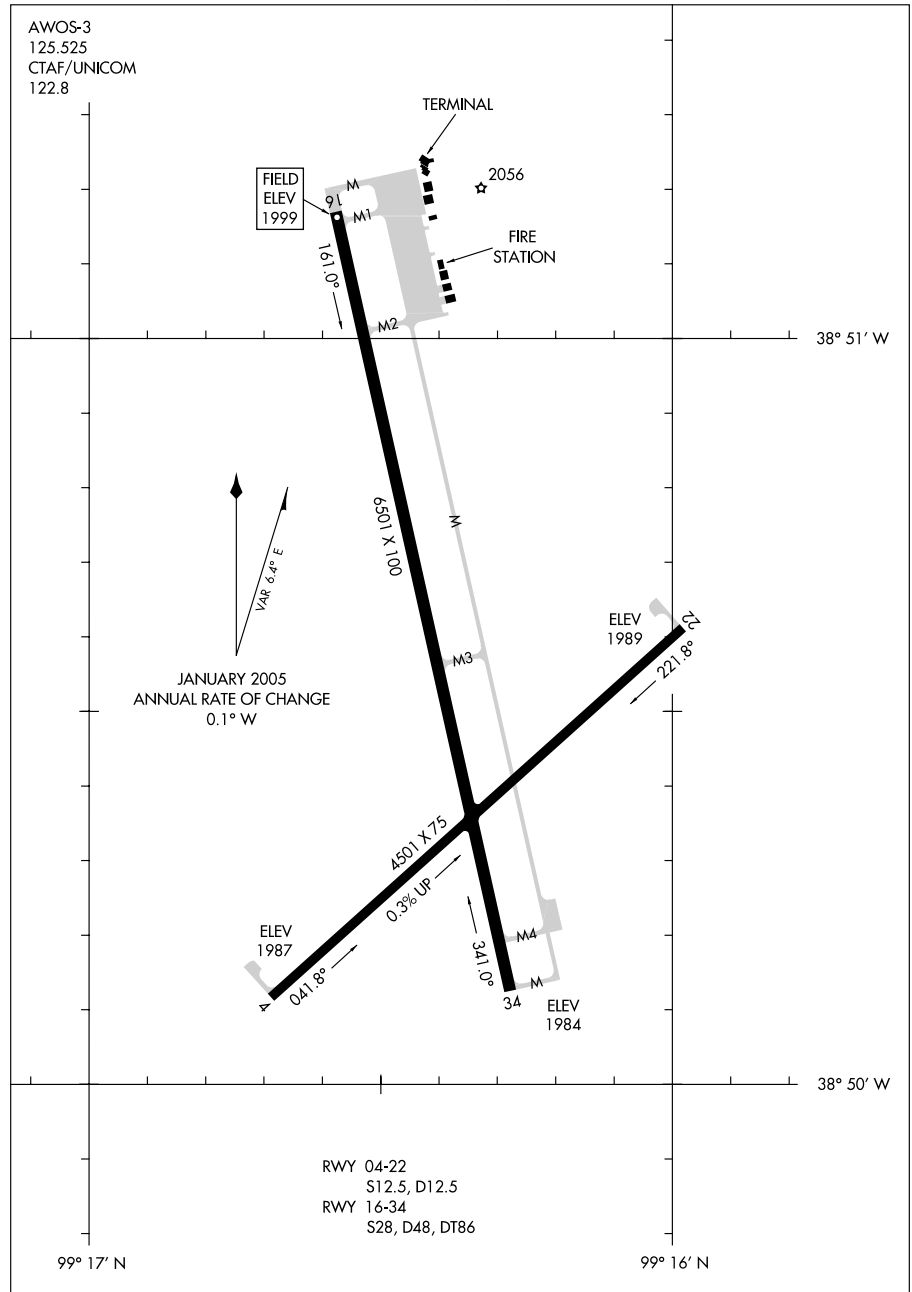 AWOS-3
125.525
CTAF/UNICOM
122.8
TERMINAL
2056
FIELD
ELEV
1999
M
16
M1
FIRE
STATION
161.0°
M2
38° 51' W
6501 X 100
M
VAR 6.4° E
JANUARY 2005
ANNUAL RATE OF CHANGE
0.1° W
ELEV
1989
22
221.8°
M3
4501 X 75
0.3% UP
ELEV
1987
041.8°
4
341.0°
M4
M
34
ELEV
1984
38° 50' W
RWY 04-22
S12.5, D12.5
RWY 16-34
S28, D48, DT86
99° 17' N
99° 16' N